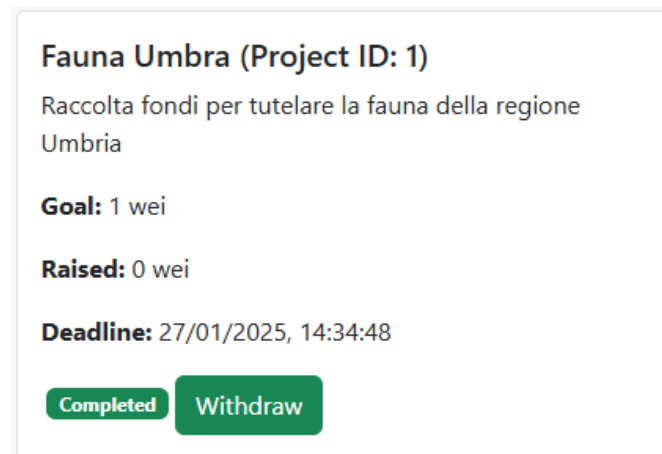 Fauna Umbra (Project ID: 1)
Raccolta fondi per tutelare la fauna della regione
Umbria
Goal: 1 wei
Raised: 0 wei
Deadline: 27/01/2025, 14:34:48
Completed Withdraw